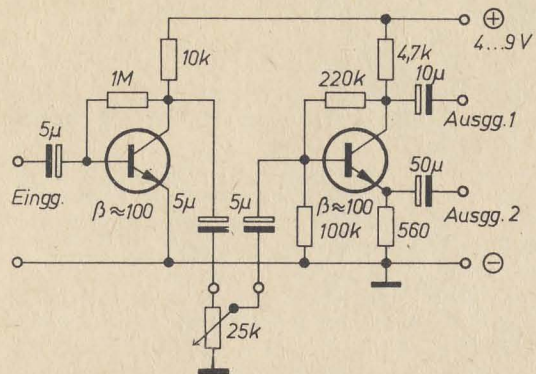 ⊕
4...9V
10k
4,7k
1M
220k
10µ
Ausgg.1
5µ
50µ
Eingg.
β≈100
5µ
5µ
β≈100
Ausgg.2
100k
560
⊖
25k